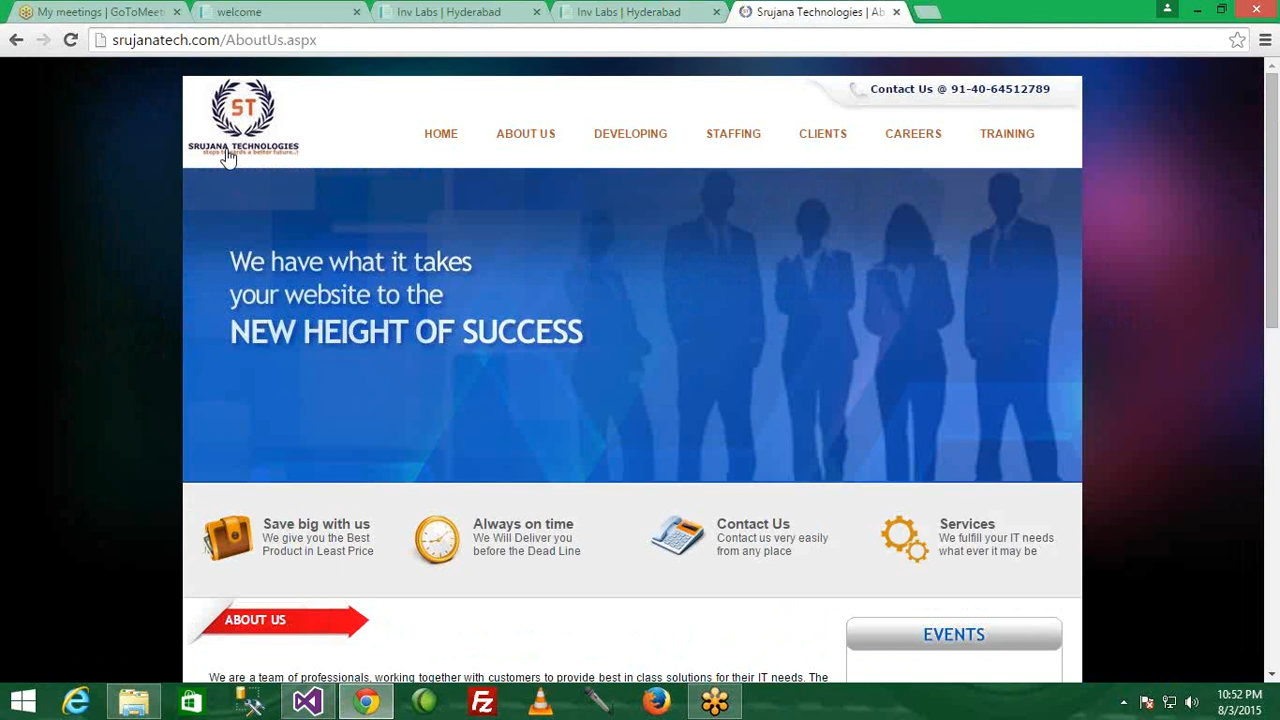 My meetings | GoToMeeti
welcome
Inv Labs | Hyderabad
Inv Labs | Hyderabad
Srujana Technologies | Ab
srujanatech.com/AboutUs.aspx
Contact Us @ 91-40-64512789
ST
SRUJANA TECHNOLOGIES
HOME
ABOUT US
DEVELOPING
STAFFING
CLIENTS
CAREERS
TRAINING
We have what it takes
your website to the
NEW HEIGHT OF SUCCESS
Save big with us
We give you the Best
Product in Least Price
Always on time
We Will Deliver you
before the Dead Line
Contact Us
Contact us very easily
from any place
Services
We fulfill your IT needs
what ever it may be
ABOUT US
EVENTS
We are a team of professionals, working together with customers to provide best in class solutions for their IT needs. The
10:52 PM
8/3/2015